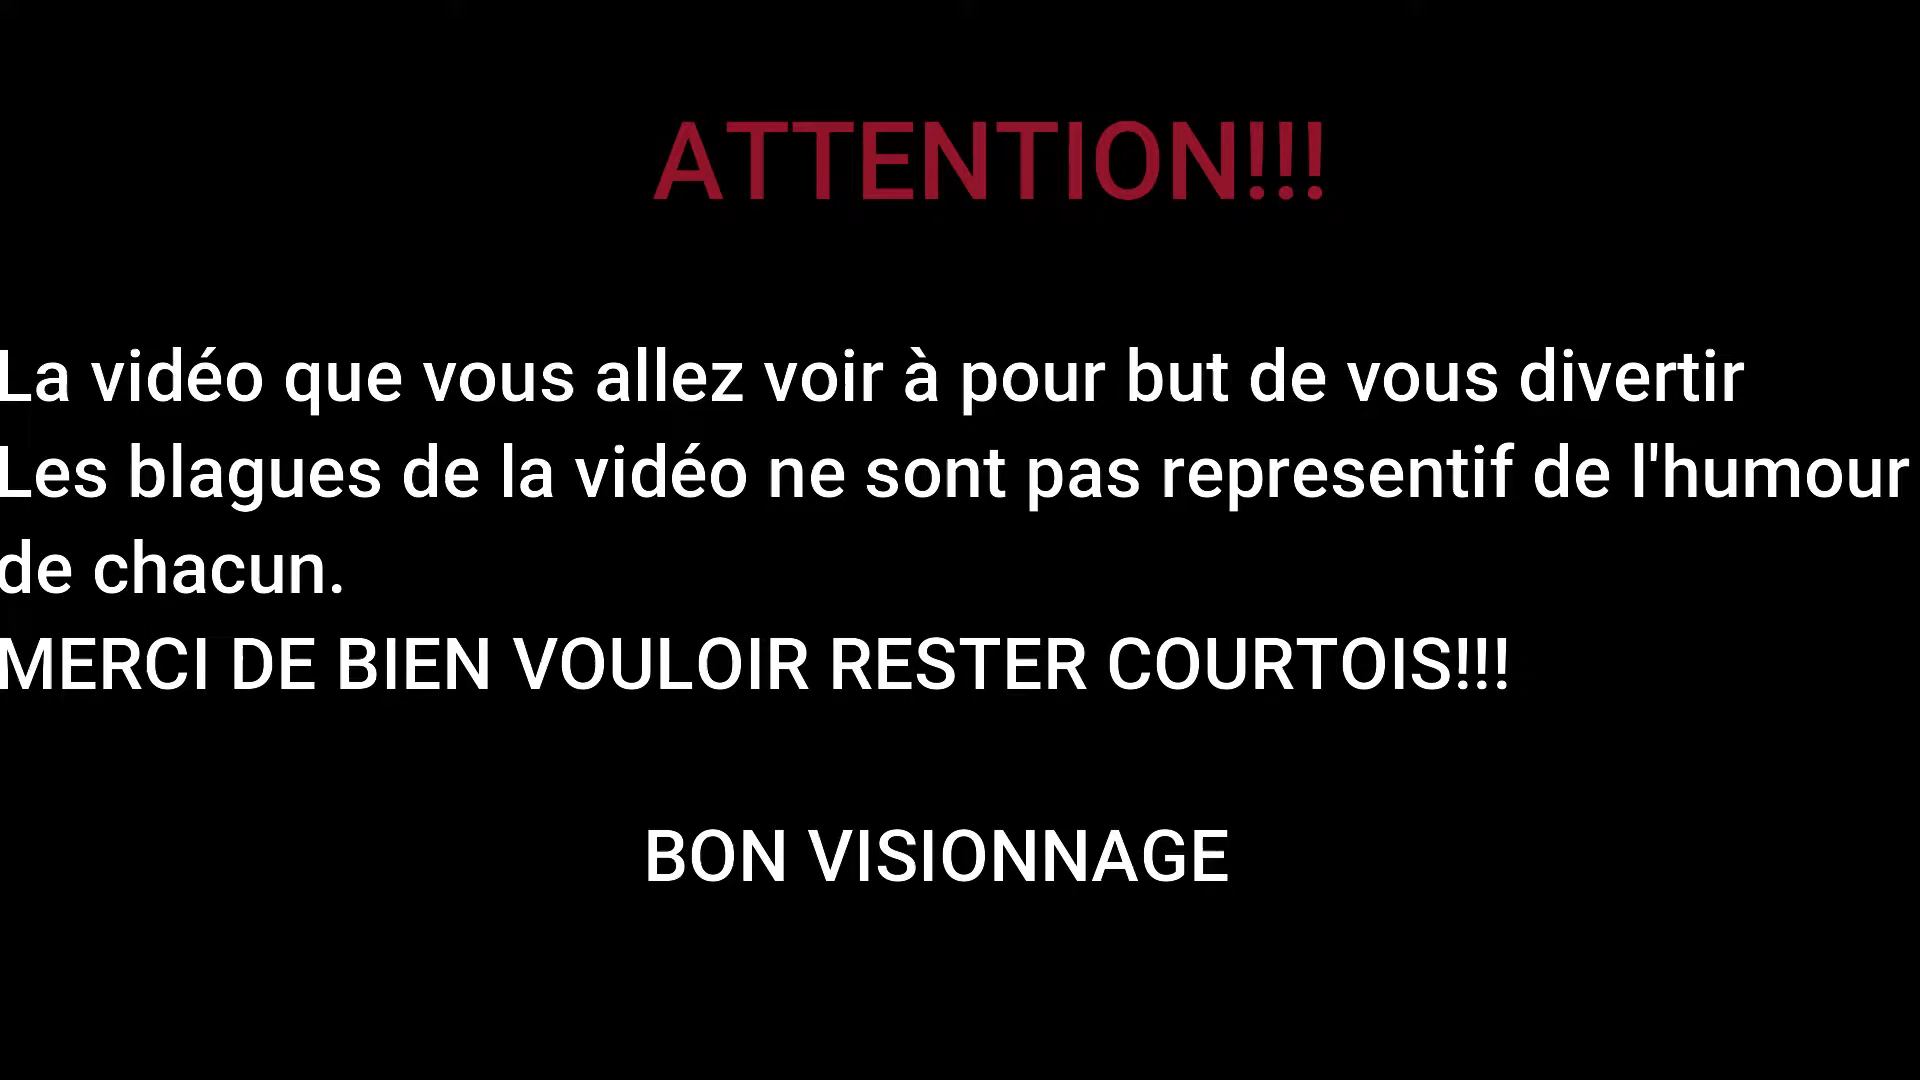 ATTENTION!!!
La vidéo que vous allez voir à pour but de vous divertir
Les blagues de la vidéo ne sont pas representif de l'humour
de chacun.
MERCI DE BIEN VOULOIR RESTER COURTOIS!!!
BON VISIONNAGE